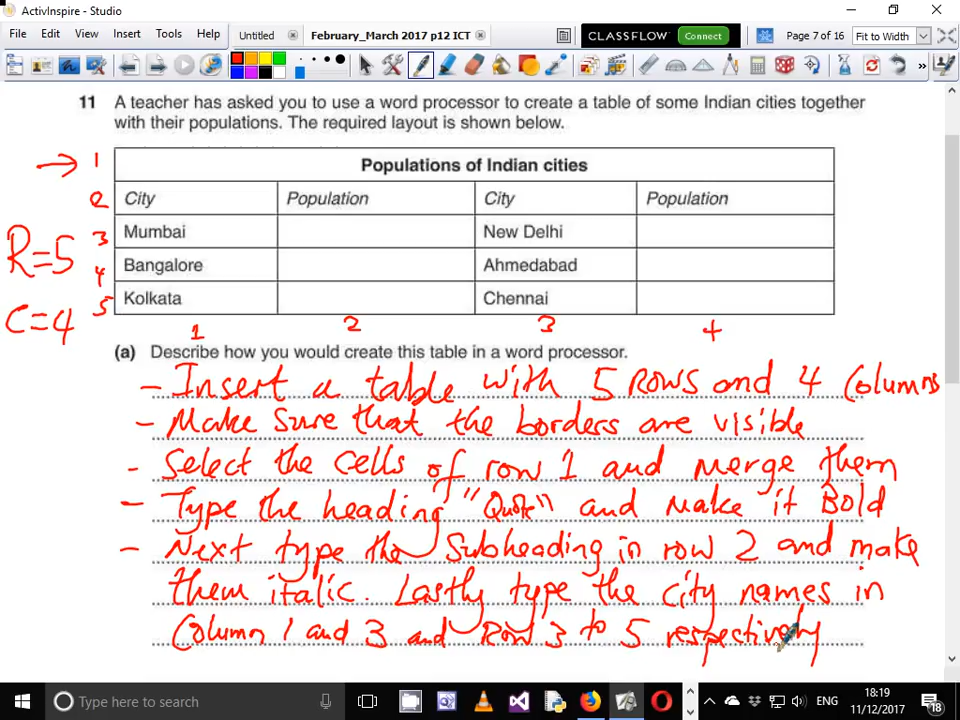 ActivInspire - Studio
File Edit View Insert Tools Help Untitled February_March 2017 p12 ICT CLASSFLOW Connect Page 7 of 16 Fit to Width
11 A teacher has asked you to use a word processor to create a table of some Indian cities together
with their populations. The required layout is shown below.
→ 1 Populations of Indian cities
2 City Population City Population
3 Mumbai New Delhi
R=5
4 Bangalore Ahmedabad
5 Kolkata Chennai
C=4
1 2 3 4
(a) Describe how you would create this table in a word processor.
- Insert a table with 5 Rows and 4 Columns
- Make sure that the borders are visible
- Select the cells of row 1 and merge them
- Type the heading "Quote" and make it Bold
- Next type the Subheading in row 2 and make
them italic. Lastly type the city names in
Column 1 and 3 and Row 3 to 5 respectively
Type here to search ENG 18:19
11/12/2017 18